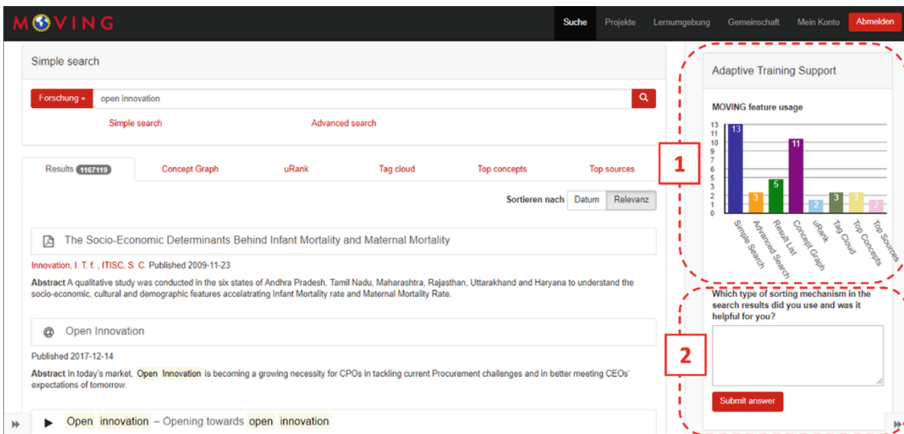 MOVING
Suche Projekte Lernumgebung Gemeinschaft Mein Konto Abmelden
Simple search
Forschung open innovation
Simple search Advanced search
Results 1167119 Concept Graph uRank Tag cloud Top concepts Top sources
Sortieren nach Datum Relevanz
The Socio-Economic Determinants Behind Infant Mortality and Maternal Mortality
Innovation, I. T. f. , ITISC, S. C. Published 2009-11-23
Abstract A qualitative study was conducted in the six states of Andhra Pradesh, Tamil Nadu, Maharashtra, Rajasthan, Uttarakhand and Haryana to understand the
socio-economic, cultural and demographic features accelatrating Infant Mortality rate and Maternal Mortality Rate.
@ Open Innovation
Published 2017-12-14
Abstract In today's market, Open Innovation is becoming a growing necessity for CPOs in tackling current Procurement challenges and in better meeting CEOs'
expectations of tomorrow.
Open innovation – Opening towards open innovation
Adaptive Training Support
1
MOVING feature usage
13
11
10
9
7
6
5
3
2
1
0
13 3 5 11 2 3 3 2
Simple Search
Advanced Search
Result List
Concept Graph
uRank
Tag Cloud
Top Concepts
Top Sources
2
Which type of sorting mechanism in the
search results did you use and was it
helpful for you?
Submit answer